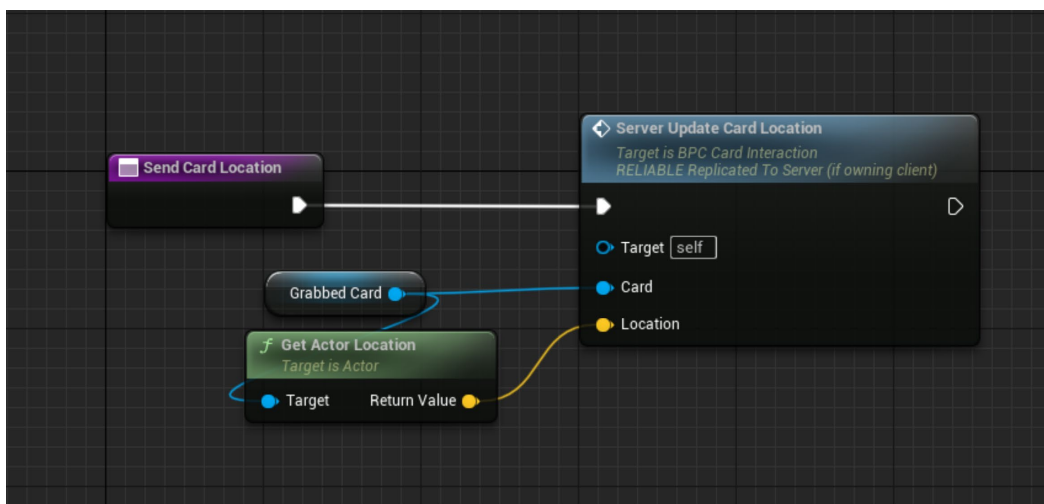 Send Card Location
Server Update Card Location
Target is BPC Card Interaction
RELIABLE Replicated To Server (if owning client)
Target self
Grabbed Card
Card
Location
f Get Actor Location
Target is Actor
Target Return Value